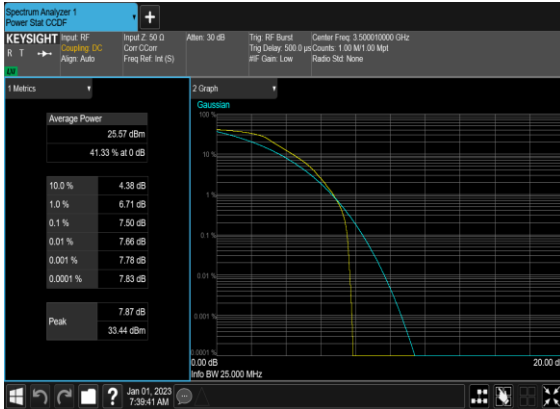 Spectrum Analyzer 1
Power Stat CCDF
+
KEYSIGHT
R T
LV
Input: RF
Coupling: DC
Align: Auto
Input Z: 50 Ω
Corr CCorr
Freq Ref: Int (S)
Atten: 30 dB
Trig: RF Burst
Trig Delay: 500.0 µs
#IF Gain: Low
Center Freq: 3.500010000 GHz
Counts: 1.00 M/1.00 Mpt
Radio Std: None
1 Metrics
Average Power
25.57 dBm
41.33 % at 0 dB
10.0 % 4.38 dB
1.0 % 6.71 dB
0.1 % 7.50 dB
0.01 % 7.66 dB
0.001 % 7.78 dB
0.0001 % 7.83 dB
Peak
7.87 dB
33.44 dBm
2 Graph
Gaussian
100 %
10 %
1 %
0.1 %
0.01 %
0.001 %
0.0001 %
0.00 dB
20.00 d
Info BW 25.000 MHz
?
Jan 01, 2023
7:39:41 AM